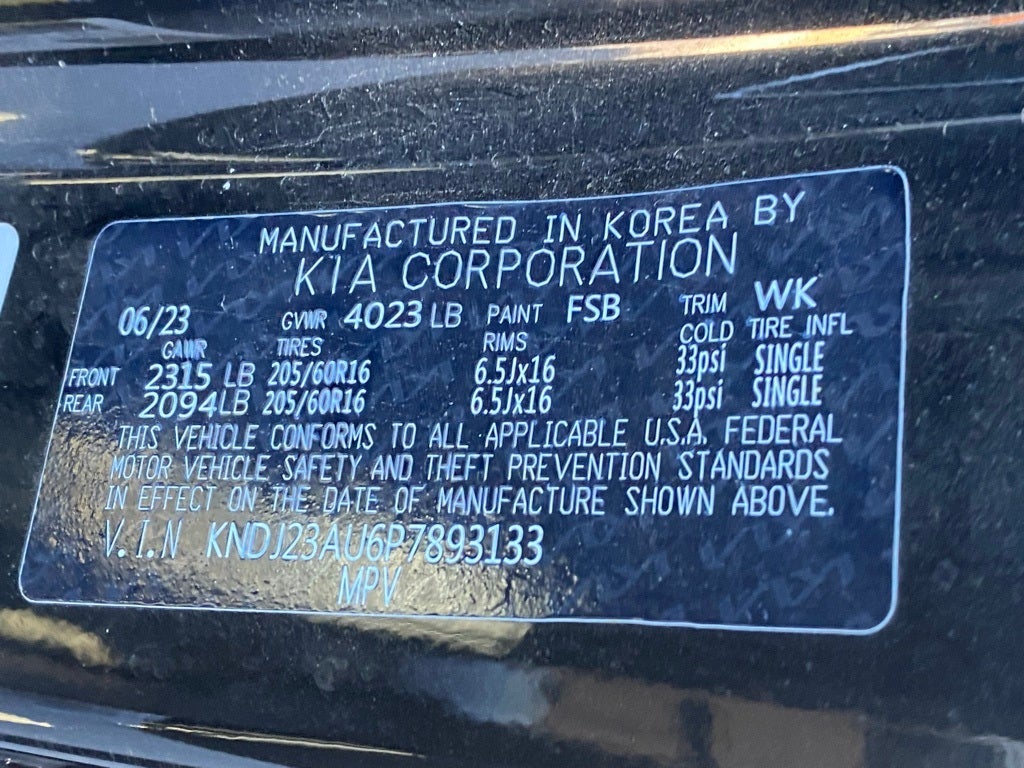 MANUFACTURED IN KOREA BY
KIA CORPORATION
06/23 GVWR 4023 LB PAINT FSB TRIM WK
GAWR TIRES RIMS COLD TIRE INFL
FRONT 2315 LB 205/60R16 6.5Jx16 33psi SINGLE
REAR 2094LB 205/60R16 6.5Jx16 33psi SINGLE
THIS VEHICLE CONFORMS TO ALL APPLICABLE U.S.A. FEDERAL
MOTOR VEHICLE SAFETY AND THEFT PREVENTION STANDARDS
IN EFFECT ON THE DATE OF MANUFACTURE SHOWN ABOVE.
V.I.N KNDJ23AU6P7893133
MPV